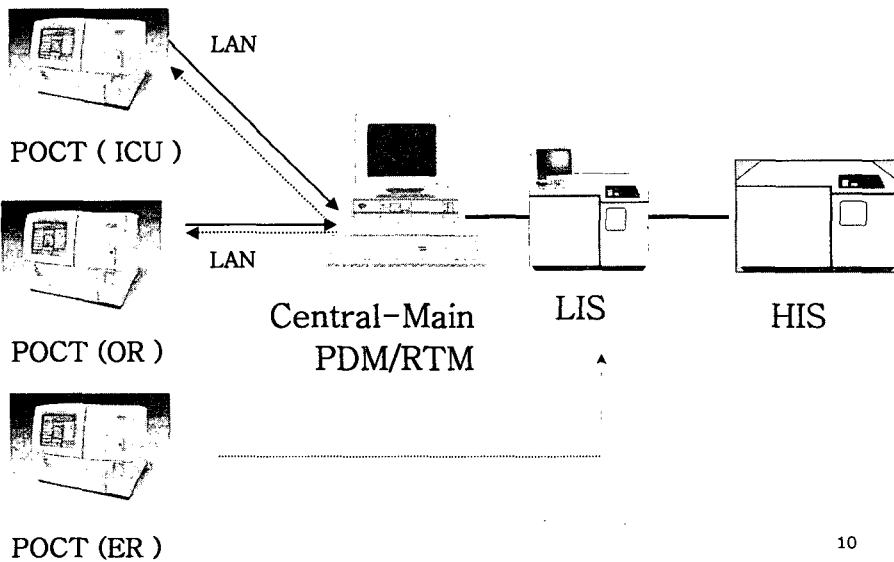 LAN
POCT ( ICU )
LAN
POCT (OR )
Central-Main
PDM/RTM
LIS
HIS
POCT (ER )
10